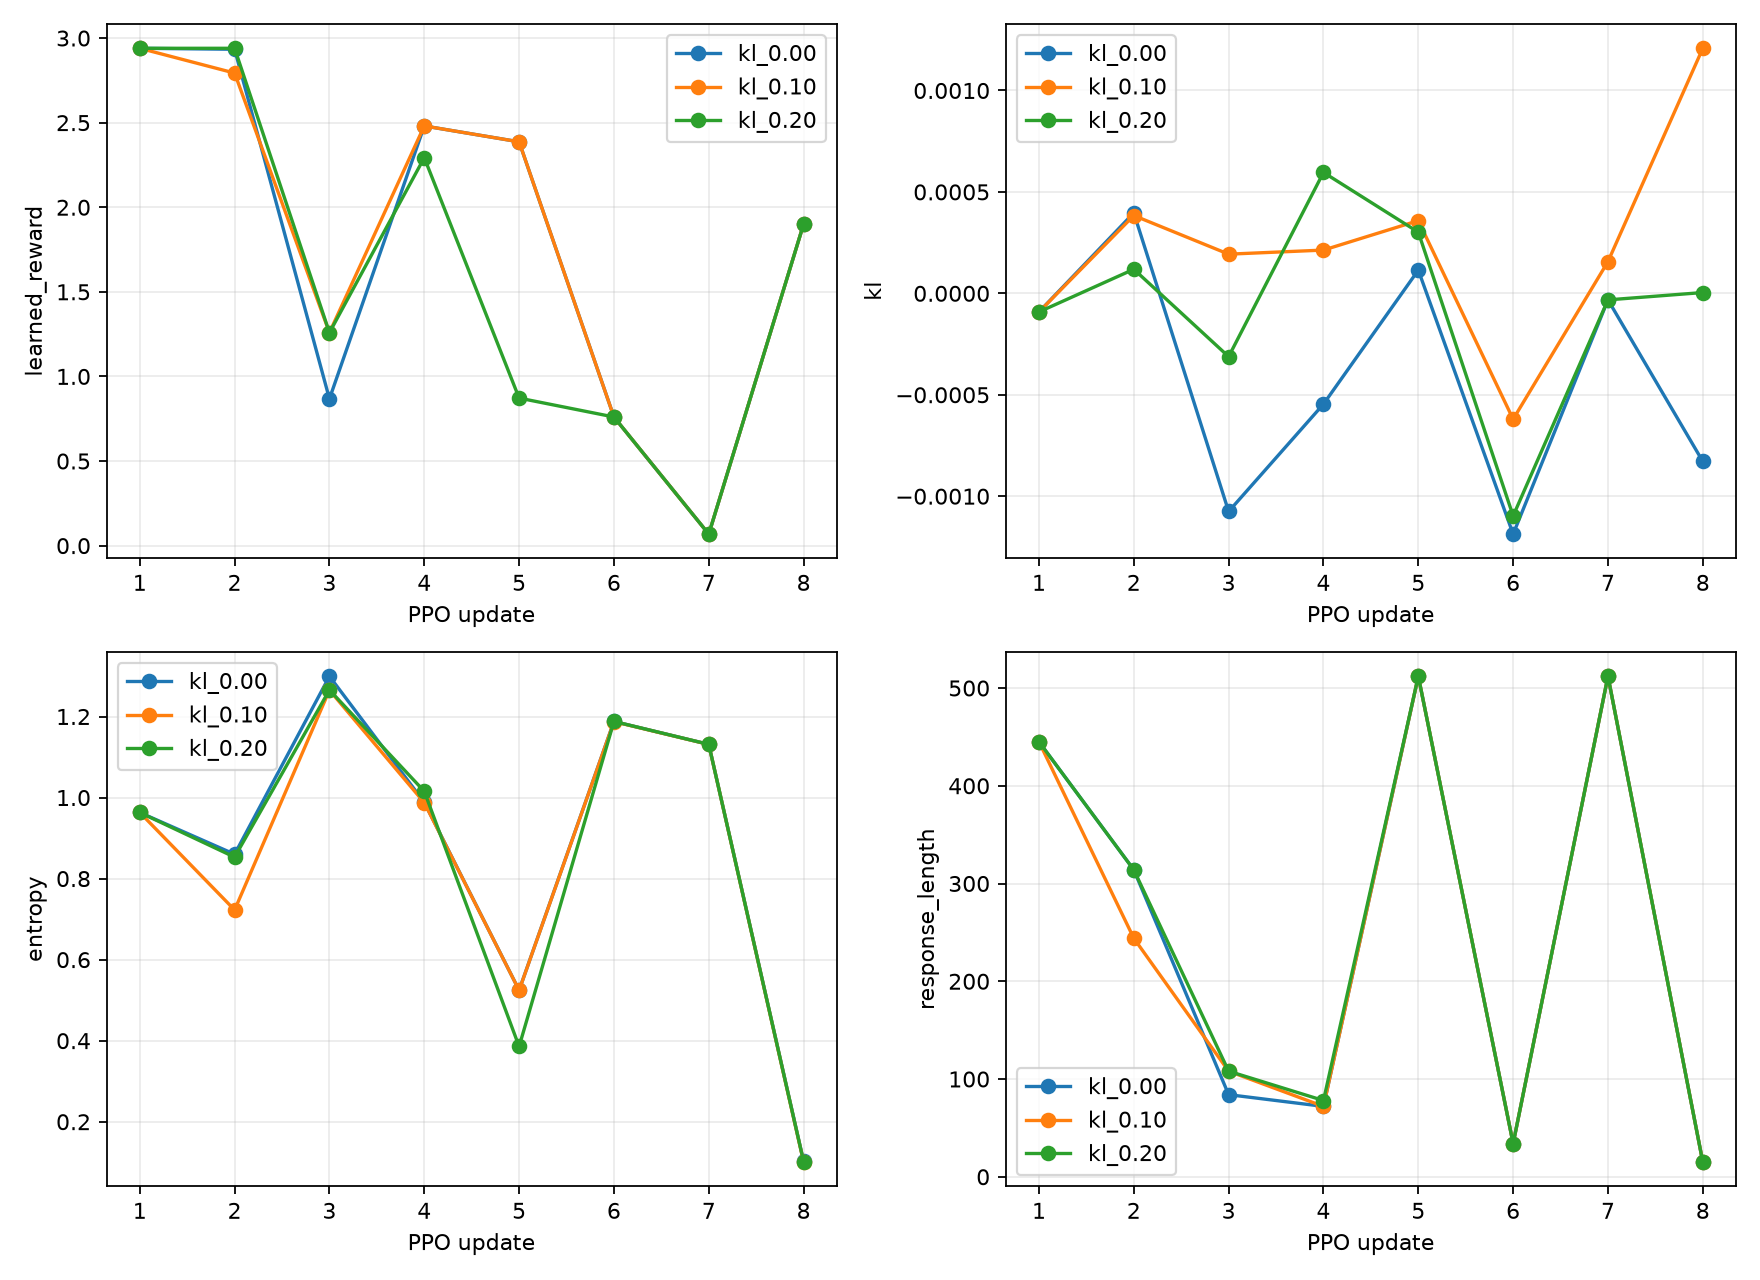 learned_reward
3.0
2.5
2.0
1.5
1.0
0.5
0.0
kl_0.00
kl_0.10
kl_0.20
1 2 3 4 5 6 7 8
PPO update
kl
0.0010
0.0005
0.0000
−0.0005
−0.0010
kl_0.00
kl_0.10
kl_0.20
1 2 3 4 5 6 7 8
PPO update
entropy
1.2
1.0
0.8
0.6
0.4
0.2
kl_0.00
kl_0.10
kl_0.20
1 2 3 4 5 6 7 8
PPO update
response_length
500
400
300
200
100
0
kl_0.00
kl_0.10
kl_0.20
1 2 3 4 5 6 7 8
PPO update